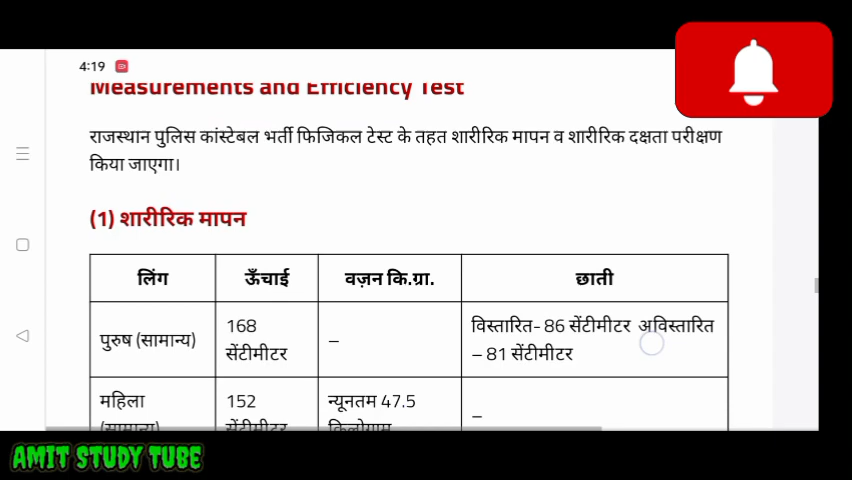 4:19
Measurements and Efficiency Test
राजस्थान पुलिस कांस्टेबल भर्ती फिजिकल टेस्ट के तहत शारीरिक मापन व शारीरिक दक्षता परीक्षण
किया जाएगा।
(1) शारीरिक मापन
लिंग ऊँचाई वज़न कि.ग्रा. छाती
पुरुष (सामान्य) 168 सेंटीमीटर – विस्तारित- 86 सेंटीमीटर अविस्तारित
– 81 सेंटीमीटर
महिला 152 न्यूनतम 47.5 –
(सामान्य) सेंटीमीटर किलोग्राम
AMIT STUDY TUBE